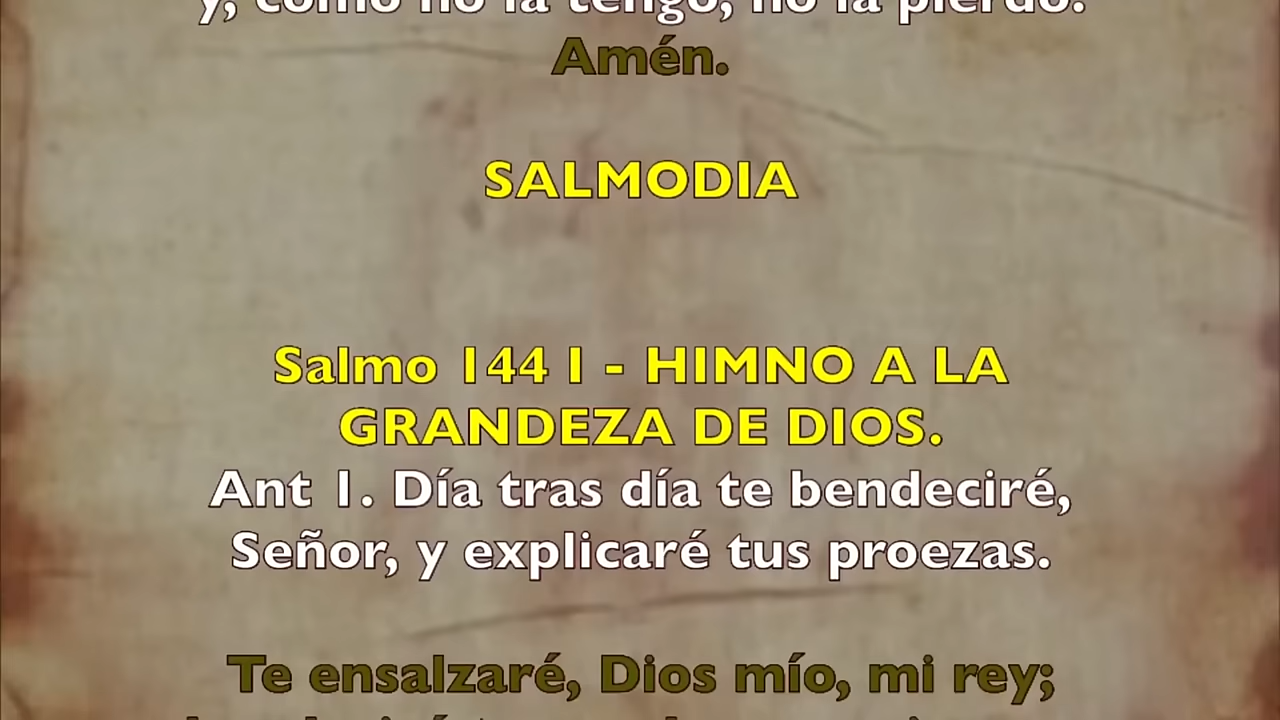 y, como no la tengo, no la pierdo.
Amén.
SALMODIA
Salmo 144 I - HIMNO A LA
GRANDEZA DE DIOS.
Ant 1. Día tras día te bendeciré,
Señor, y explicaré tus proezas.
Te ensalzaré, Dios mío, mi rey;